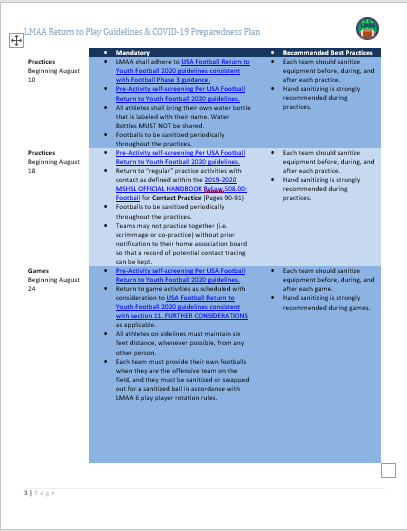 LMAA Return to Play Guidelines & COVID-19 Preparedness Plan
Mandatory
Recommended Best Practices
Practices
Beginning August
10
• LMAA shall adhere to USA Football Return to
Youth Football 2020 guidelines consistent
with Football Phase 3 guidance.
• Pre-Activity self-screening Per USA Football
Return to Youth Football 2020 guidelines.
• All athletes shall bring their own water bottle
that is labeled with their name. Water
Bottles MUST NOT be shared.
• Footballs to be sanitized periodically
throughout the practices.
• Each team should sanitize
equipment before, during, and
after each practice.
• Hand sanitizing is strongly
recommended during
practices.
Practices
Beginning August
18
• Pre-Activity self-screening Per USA Football
Return to Youth Football 2020 guidelines.
• Return to "regular" practice activities with
contact as defined within the 2019-2020
MSHSL OFFICIAL HANDBOOK ByLaw 508.00:
Football for Contact Practice (Pages 90-91)
• Footballs to be sanitized periodically
throughout the practices.
• Teams may not practice together (i.e.
scrimmage or co-practice) without prior
notification to their home association board
so that a record of potential contact tracing
can be kept.
• Each team should sanitize
equipment before, during, and
after each practice.
• Hand sanitizing is strongly
recommended during
practices.
Games
Beginning August
24
• Pre-Activity self-screening Per USA Football
Return to Youth Football 2020 guidelines.
• Return to game activities as scheduled with
consideration to USA Football Return to
Youth Football 2020 guidelines consistent
with section 11. FURTHER CONSIDERATIONS
as applicable.
• All athletes on sidelines must maintain six
feet distance, whenever possible, from any
other person.
• Each team must provide their own footballs
when they are the offensive team on the
field, and they must be sanitized or swapped
out for a sanitized ball in accordance with
LMAA 6 play player rotation rules.
• Each team should sanitize
equipment before, during, and
after each game.
• Hand sanitizing is strongly
recommended during games.
3 | Page